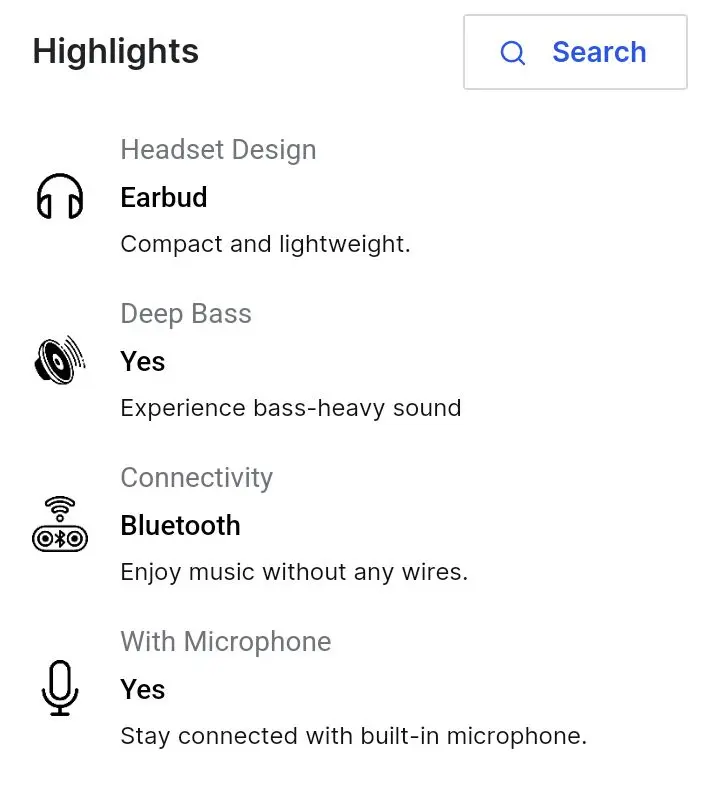 Highlights
Search
Headset Design
Earbud
Compact and lightweight.
Deep Bass
Yes
Experience bass-heavy sound
Connectivity
Bluetooth
Enjoy music without any wires.
With Microphone
Yes
Stay connected with built-in microphone.